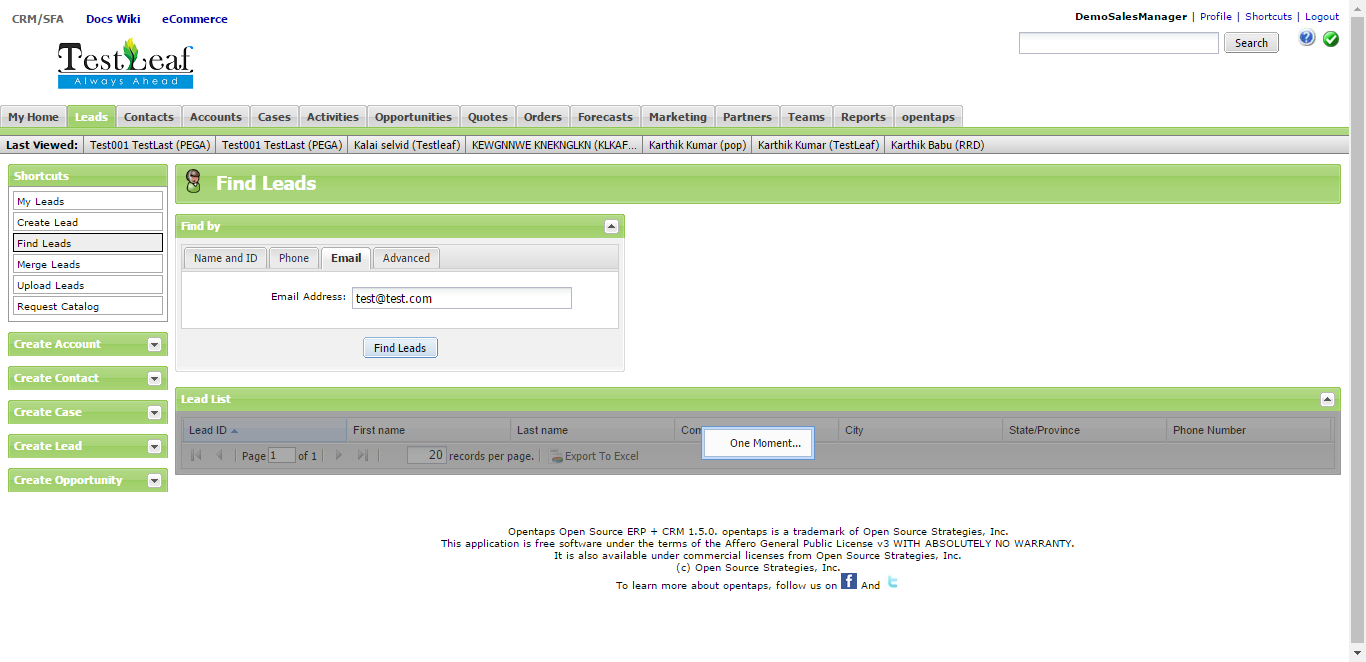 CRM/SFA Docs Wiki eCommerce
DemoSalesManager | Profile | Shortcuts | Logout
TestLeaf
Always Ahead
Search
My Home Leads Contacts Accounts Cases Activities Opportunities Quotes Orders Forecasts Marketing Partners Teams Reports opentaps
Last Viewed: Test001 TestLast (PEGA) Test001 TestLast (PEGA) Kalai selvid (Testleaf) KEWGNNWE KNEKNGLKN (KLKAF... Karthik Kumar (pop) Karthik Kumar (TestLeaf) Karthik Babu (RRD)
Shortcuts
My Leads
Create Lead
Find Leads
Merge Leads
Upload Leads
Request Catalog
Create Account
Create Contact
Create Case
Create Lead
Create Opportunity
Find Leads
Find by
Name and ID Phone Email Advanced
Email Address: test@test.com
Find Leads
Lead List
Lead ID First name Last name Com City State/Province Phone Number
One Moment...
Page 1 of 1 20 records per page. Export To Excel
Opentaps Open Source ERP + CRM 1.5.0. opentaps is a trademark of Open Source Strategies, Inc.
This application is free software under the terms of the Affero General Public License v3 WITH ABSOLUTELY NO WARRANTY.
It is also available under commercial licenses from Open Source Strategies, Inc.
(c) Open Source Strategies, Inc.
To learn more about opentaps, follow us on f And t